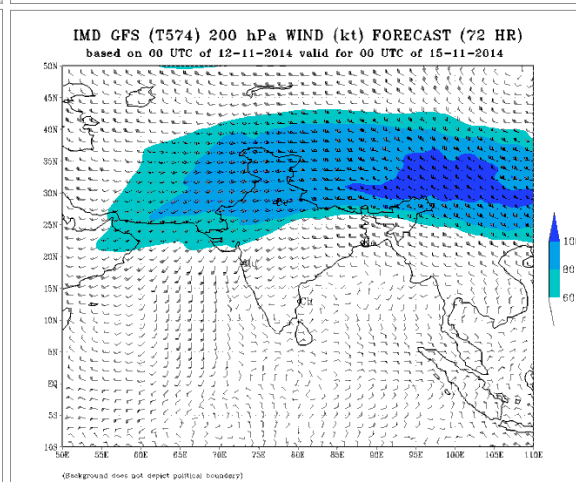 IMD GFS (T574) 200 hPa WIND (kt) FORECAST (72 HR)
based on 00 UTC of 12-11-2014 valid for 00 UTC of 15-11-2014
50N
45N
40N
35N
30N
25N
20N
15N
10N
5N
5S
10S
50E 55E 60E 65E 70E 75E 80E 85E 90E 95E 100E 105E 110E
100
80
60
(Background does not depict political boundary)